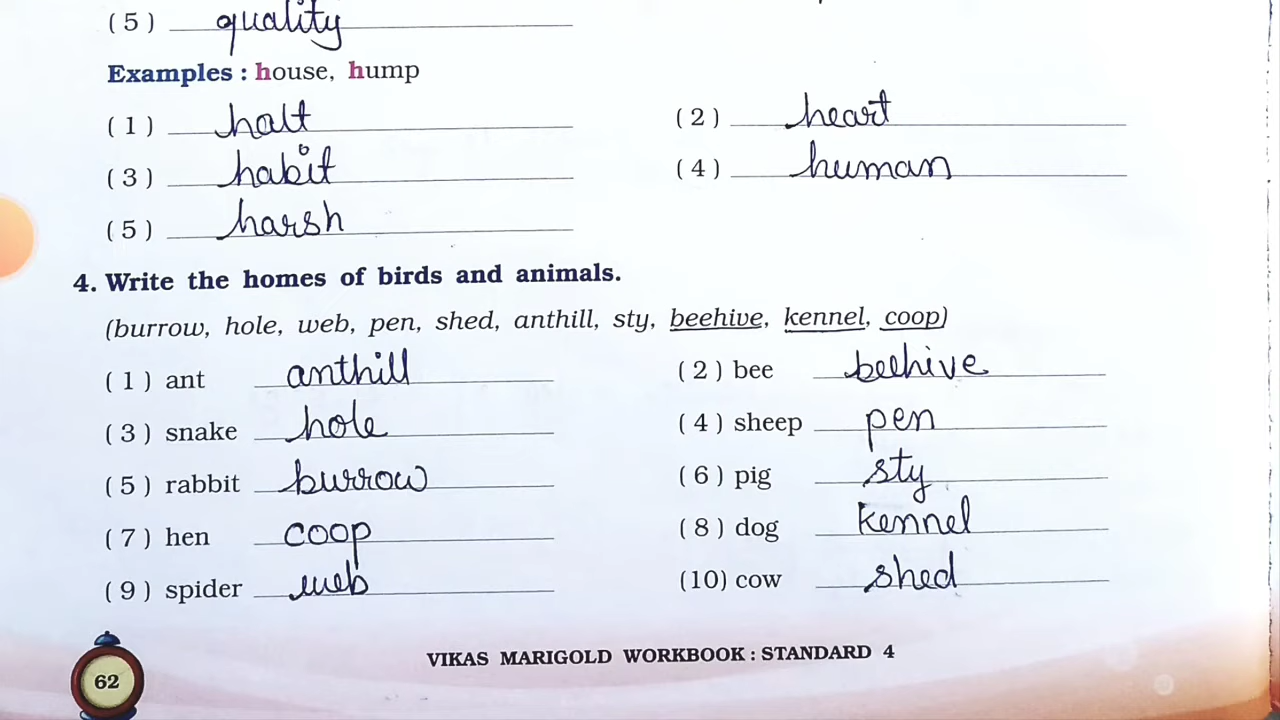 (5) quality
Examples : house, hump
(1) halt (2) heart
(3) habit (4) human
(5) harsh
4. Write the homes of birds and animals.
(burrow, hole, web, pen, shed, anthill, sty, beehive, kennel, coop)
(1) ant anthill (2) bee beehive
(3) snake hole (4) sheep pen
(5) rabbit burrow (6) pig sty
(7) hen coop (8) dog kennel
(9) spider web (10) cow shed
62 VIKAS MARIGOLD WORKBOOK : STANDARD 4